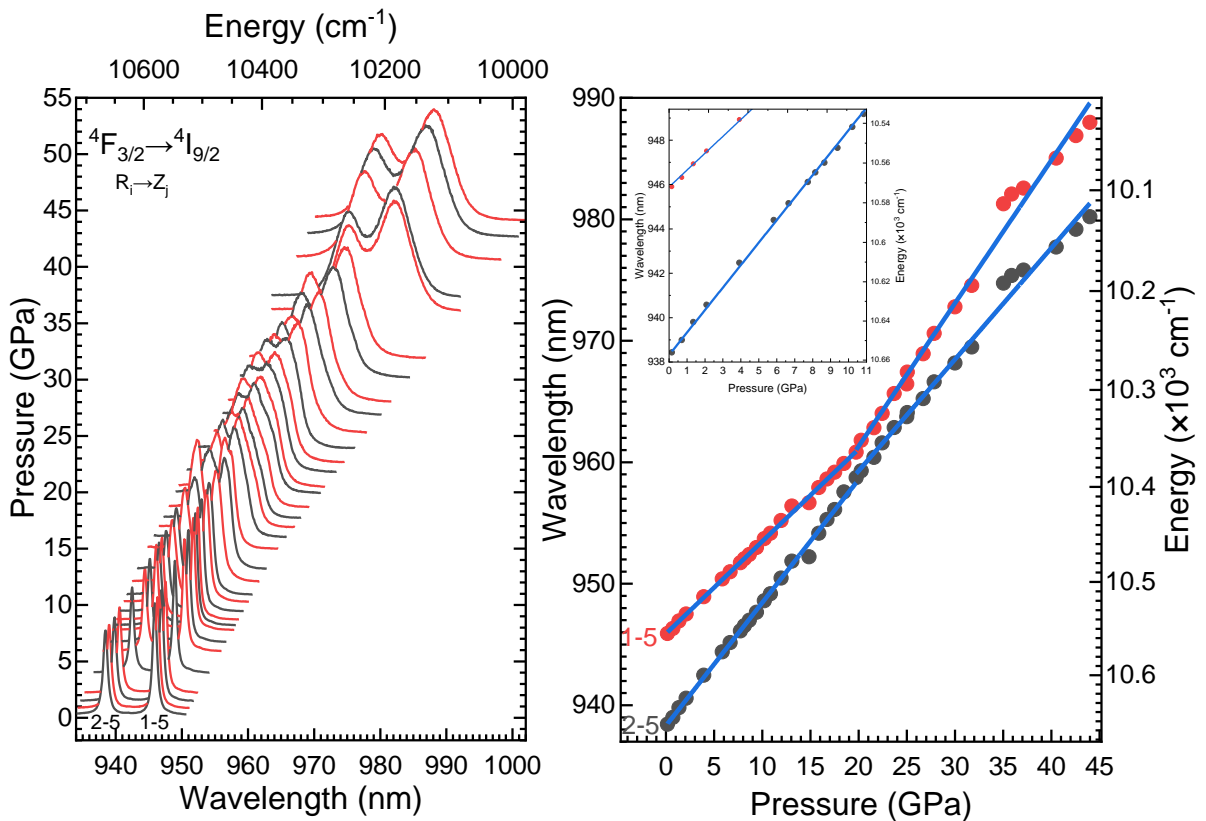 Energy (cm⁻¹)
10600 10400 10200 10000
⁴F₃/₂→⁴I₉/₂
Rᵢ→Zⱼ
Pressure (GPa)
55
50
45
40
35
30
25
20
15
10
5
0
2-5 1-5
940 950 960 970 980 990 1000
Wavelength (nm)
Wavelength (nm)
990
980
970
960
950
940
1-5
2-5
0 5 10 15 20 25 30 35 40 45
Pressure (GPa)
10.1
10.2
10.3
10.4
10.5
10.6
Energy (×10³ cm⁻¹)
Wavelength (nm)
948
946
944
942
940
938
0 1 2 3 4 5 6 7 8 9 10 11
Pressure (GPa)
10.54
10.56
10.58
10.6
10.62
10.64
10.66
Energy (×10³ cm⁻¹)